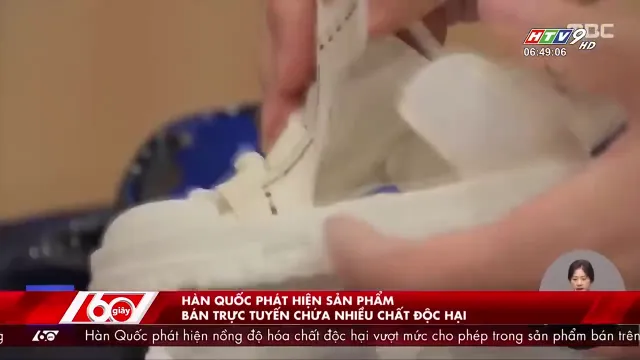 MBC
HTV9
HD
06:49:06
60
giây
HÀN QUỐC PHÁT HIỆN SẢN PHẨM
BÁN TRỰC TUYẾN CHỨA NHIỀU CHẤT ĐỘC HẠI
60
Hàn Quốc phát hiện nồng độ hóa chất độc hại vượt mức cho phép trong sản phẩm bán trên